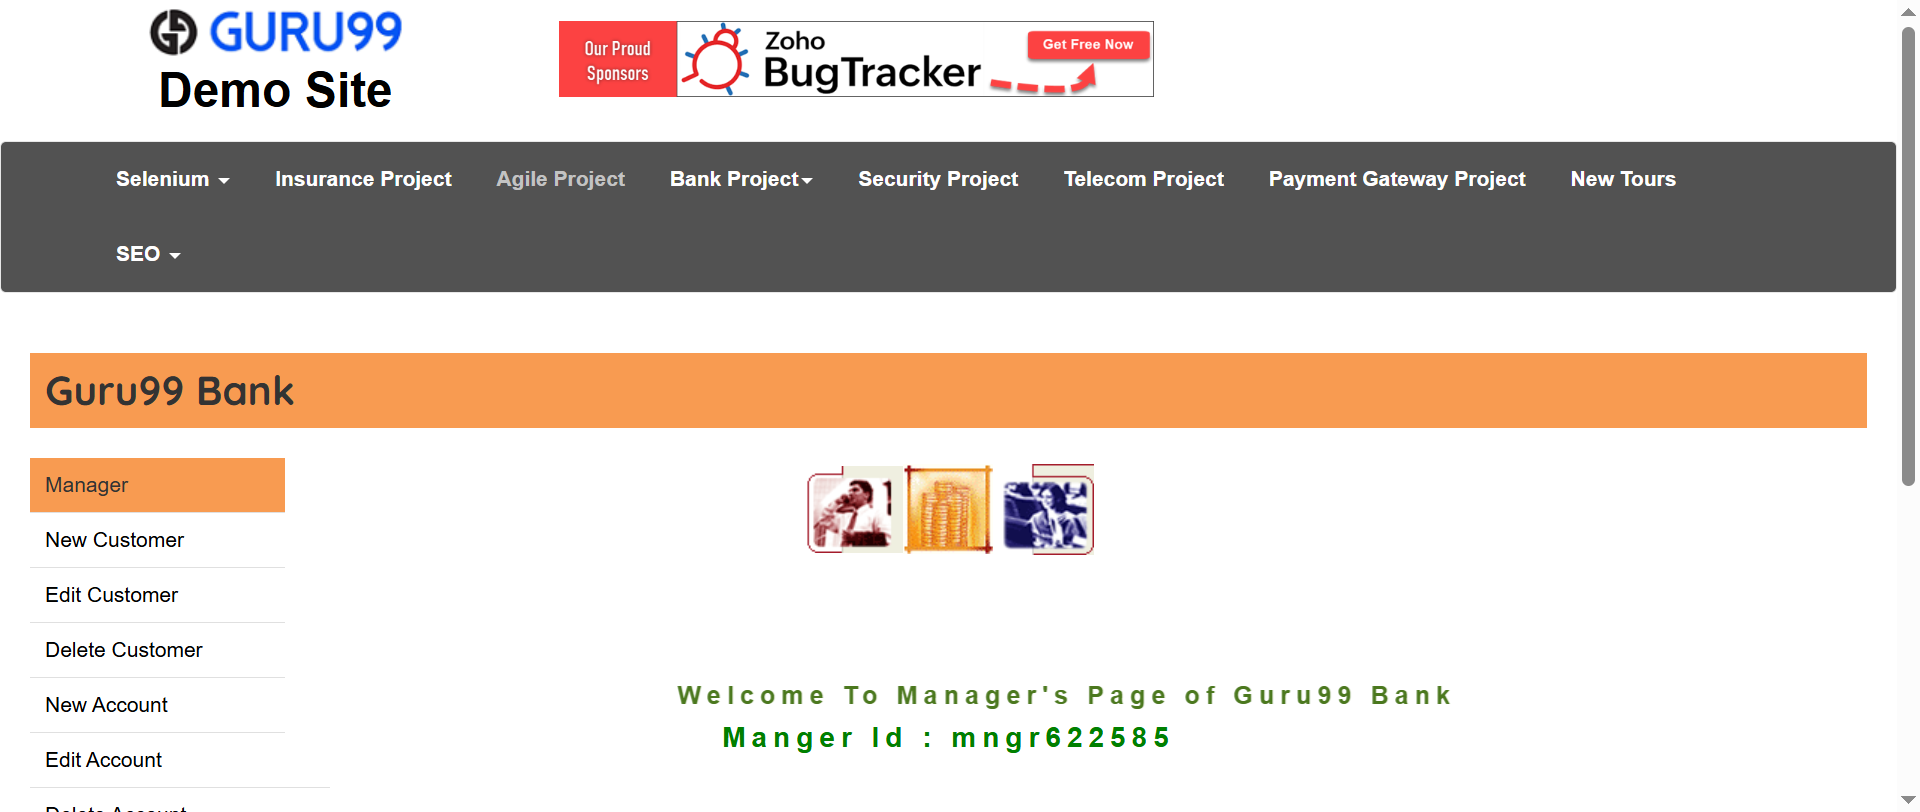 GURU99
Demo Site
Our Proud
Sponsors
Zoho
BugTracker
Get Free Now
Selenium
Insurance Project
Agile Project
Bank Project
Security Project
Telecom Project
Payment Gateway Project
New Tours
SEO
Guru99 Bank
Manager
New Customer
Edit Customer
Delete Customer
New Account
Edit Account
Delete Account
Welcome To Manager's Page of Guru99 Bank
Manger Id : mngr622585